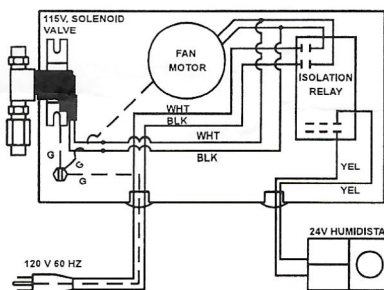 115V, SOLENOID
VALVE
FAN
MOTOR
ISOLATION
RELAY
WHT
BLK
WHT
BLK
G
G
G
YEL
YEL
24V HUMIDISTA
120 V 60 HZ